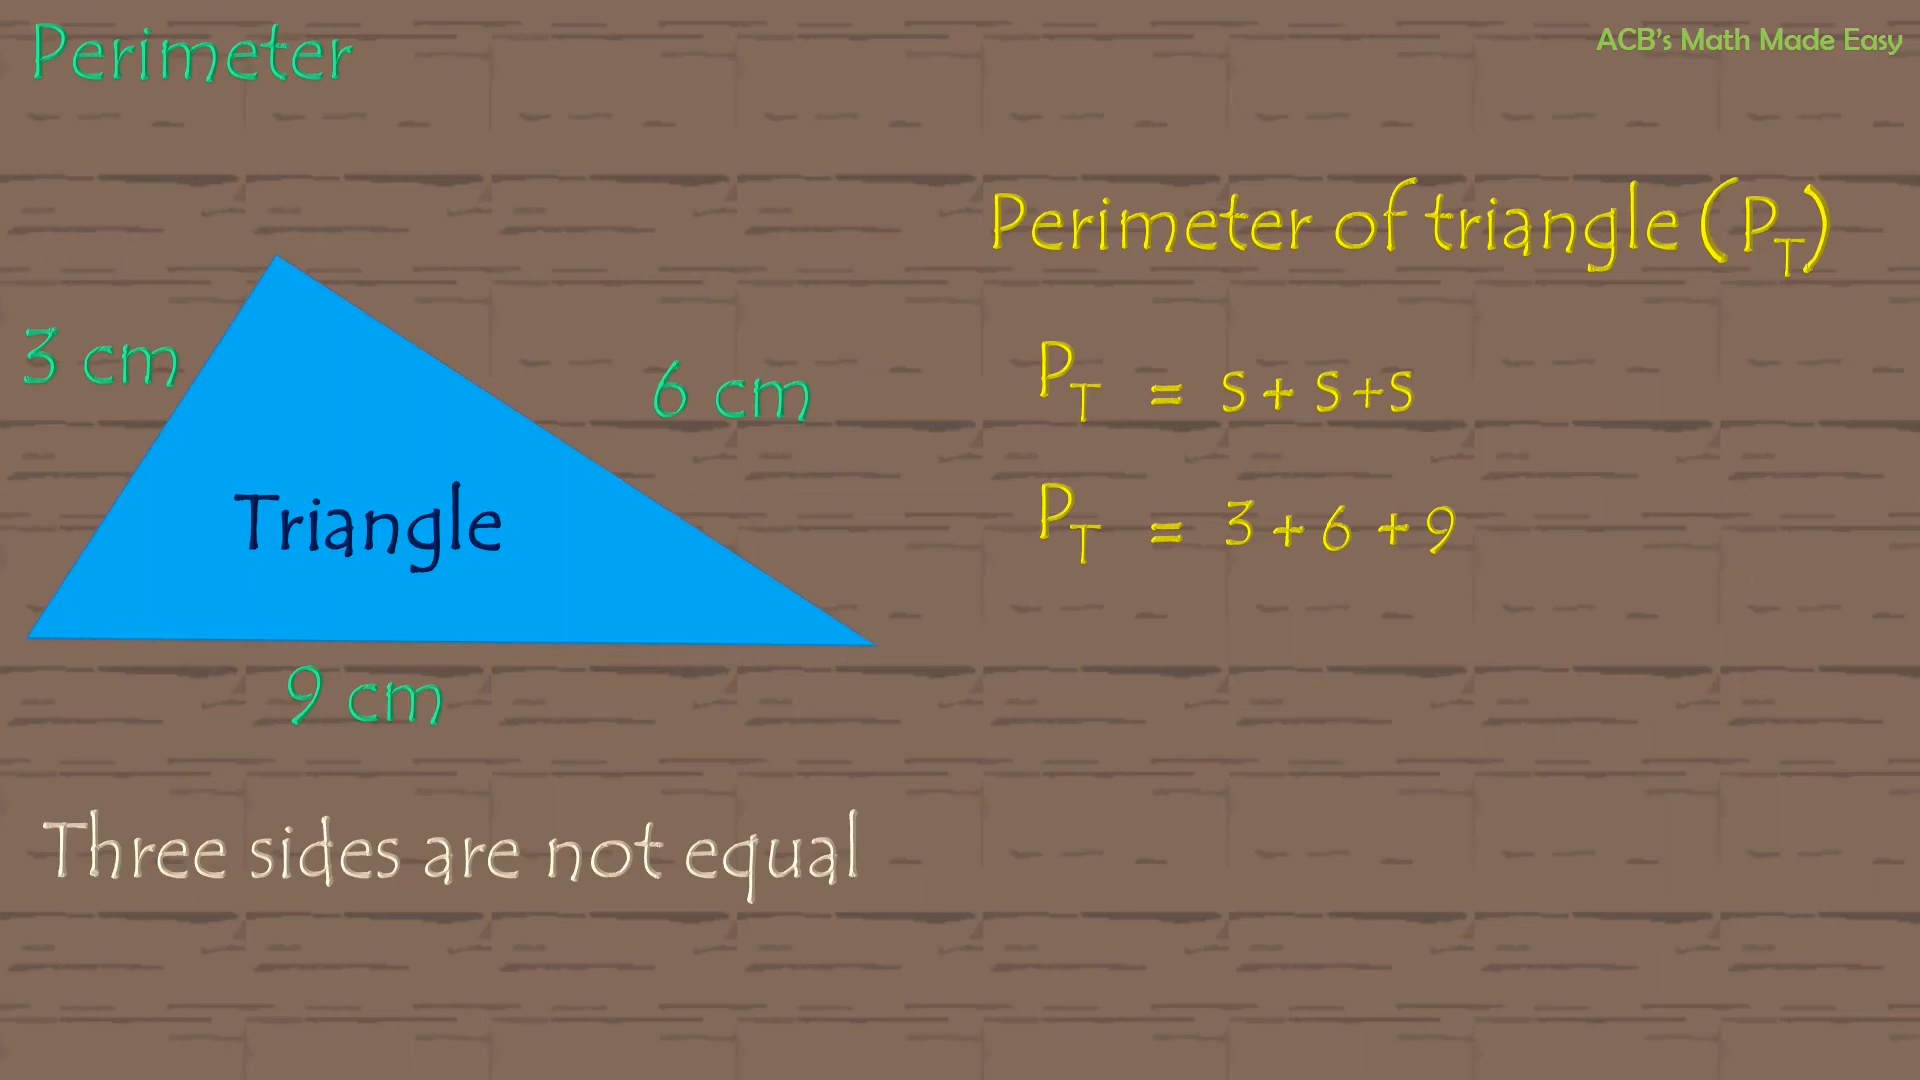 Perimeter
ACB's Math Made Easy
Perimeter of triangle (PT)
3 cm
6 cm
PT = s + s + s
Triangle
PT = 3 + 6 + 9
9 cm
Three sides are not equal